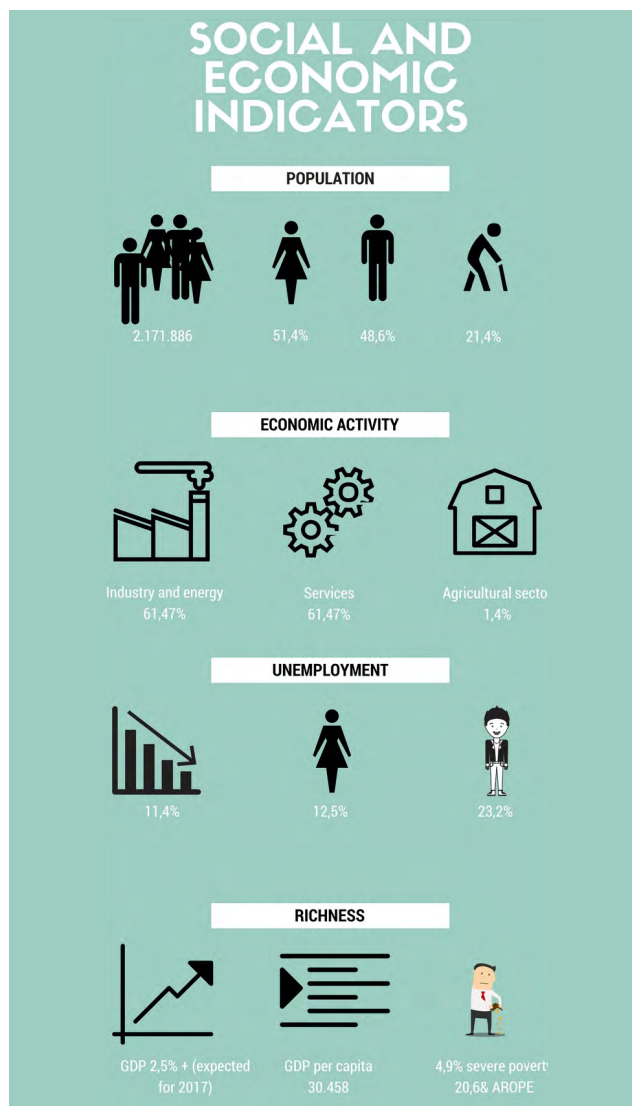 SOCIAL AND
ECONOMIC
INDICATORS
POPULATION
2.171.886
51,4%
48,6%
21,4%
ECONOMIC ACTIVITY
Industry and energy
61,47%
Services
61,47%
Agricultural secto
1,4%
UNEMPLOYMENT
11,4%
12,5%
23,2%
RICHNESS
GDP 2,5% + (expected
for 2017)
GDP per capita
30.458
4,9% severe povert
20,6& AROPE